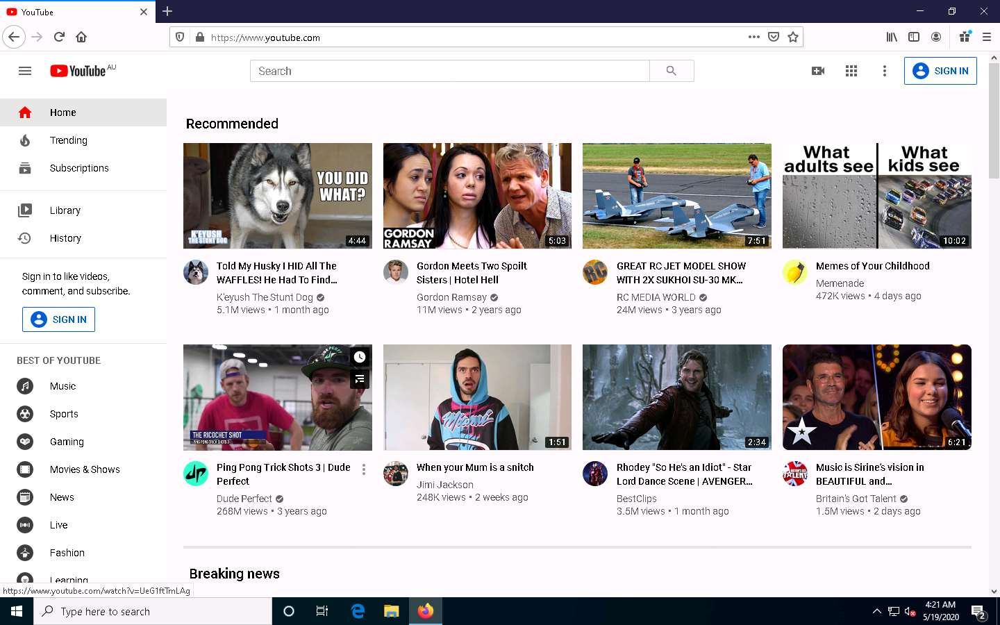 YouTube
https://www.youtube.com
YouTube AU
Search
SIGN IN
Home
Trending
Subscriptions
Library
History
Sign in to like videos,
comment, and subscribe.
SIGN IN
BEST OF YOUTUBE
Music
Sports
Gaming
Movies & Shows
News
Live
Fashion
Learning
Recommended
YOU DID
WHAT?
K'EYUSH
THE STUNT DOG
4:44
Told My Husky I HID All The
WAFFLES! He Had To Find...
K'eyush The Stunt Dog
5.1M views • 1 month ago
GORDON
RAMSAY
5:03
Gordon Meets Two Spoilt
Sisters | Hotel Hell
Gordon Ramsay
11M views • 2 years ago
7:51
RC
GREAT RC JET MODEL SHOW
WITH 2X SUKHOI SU-30 MK...
RC MEDIA WORLD
24M views • 3 years ago
What
adults see
What
kids see
10:02
Memes of Your Childhood
Memenade
472K views • 4 days ago
THE RICOCHET SHOT
PING PONG TRICK SHOTS 3
Ping Pong Trick Shots 3 | Dude
Perfect
Dude Perfect
268M views • 3 years ago
Miami
1:51
When your Mum is a snitch
Jimi Jackson
248K views • 2 weeks ago
2:34
Rhodey "So He's an Idiot" - Star
Lord Dance Scene | AVENGER...
BestClips
3.5M views • 1 month ago
6:21
Music is Sirine's vision in
BEAUTIFUL and...
Britain's Got Talent
1.5M views • 2 days ago
Breaking news
https://www.youtube.com/watch?v=UeG1ftTmLAg
Type here to search
4:21 AM
5/19/2020
2